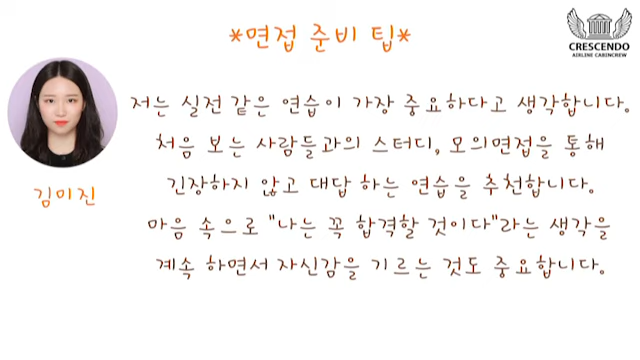 *면접 준비 팁*
CRESCENDO
AIRLINE CABINCREW
저는 실전 같은 연습이 가장 중요하다고 생각합니다.
처음 보는 사람들과의 스터디, 모의면접을 통해
긴장하지 않고 대답 하는 연습을 추천합니다.
마음 속으로 "나는 꼭 합격할 것이다"라는 생각을
계속 하면서 자신감을 기르는 것도 중요합니다.
김미진